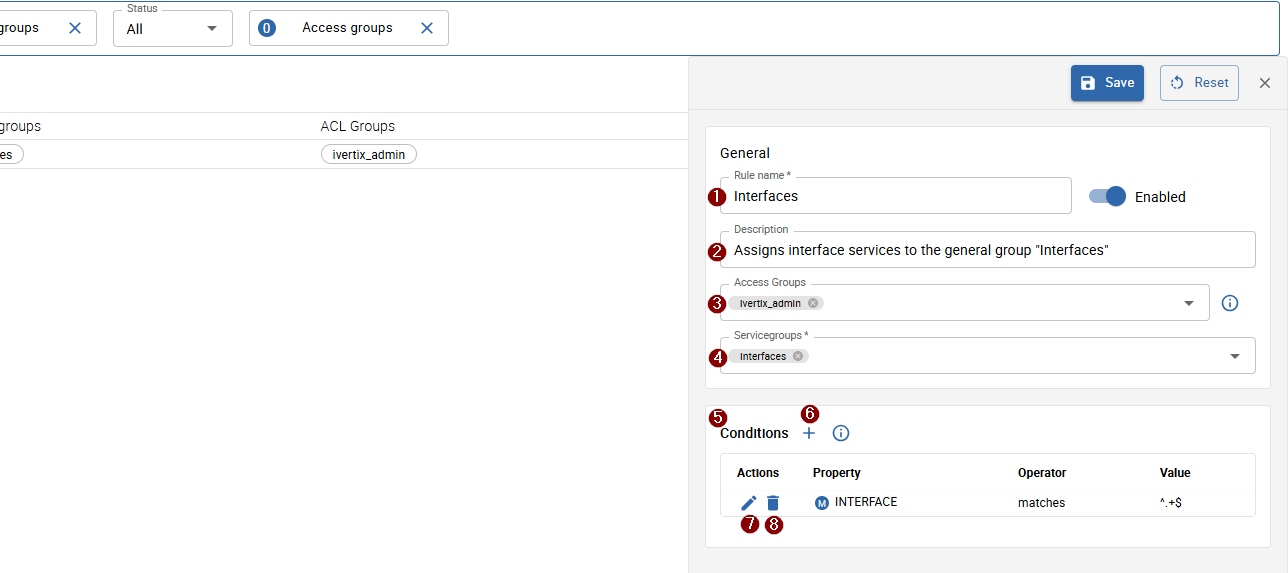 groups
Status
All
0
Access groups
Save
Reset
groups
ACL Groups
es
ivertix_admin
General
Rule name *
1
Interfaces
Enabled
Description
2
Assigns interface services to the general group "Interfaces"
Access Groups
3
ivertix_admin
Servicegroups *
4
Interfaces
5
6
Conditions
Actions
Property
Operator
Value
M
INTERFACE
matches
^.+$
7
8